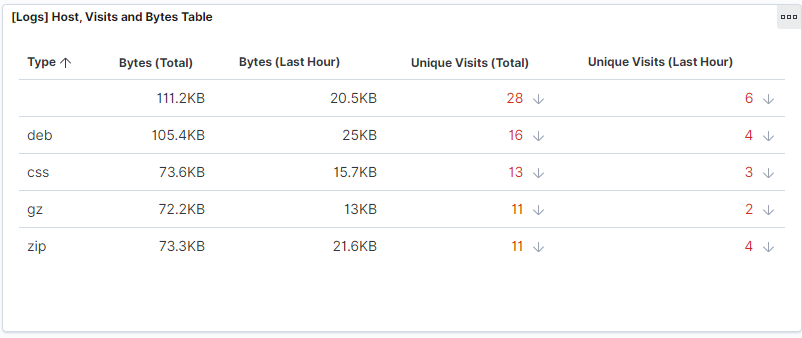 [Logs] Host, Visits and Bytes Table
Type Bytes (Total) Bytes (Last Hour) Unique Visits (Total) Unique Visits (Last Hour)
111.2KB 20.5KB 28 6
deb 105.4KB 25KB 16 4
css 73.6KB 15.7KB 13 3
gz 72.2KB 13KB 11 2
zip 73.3KB 21.6KB 11 4